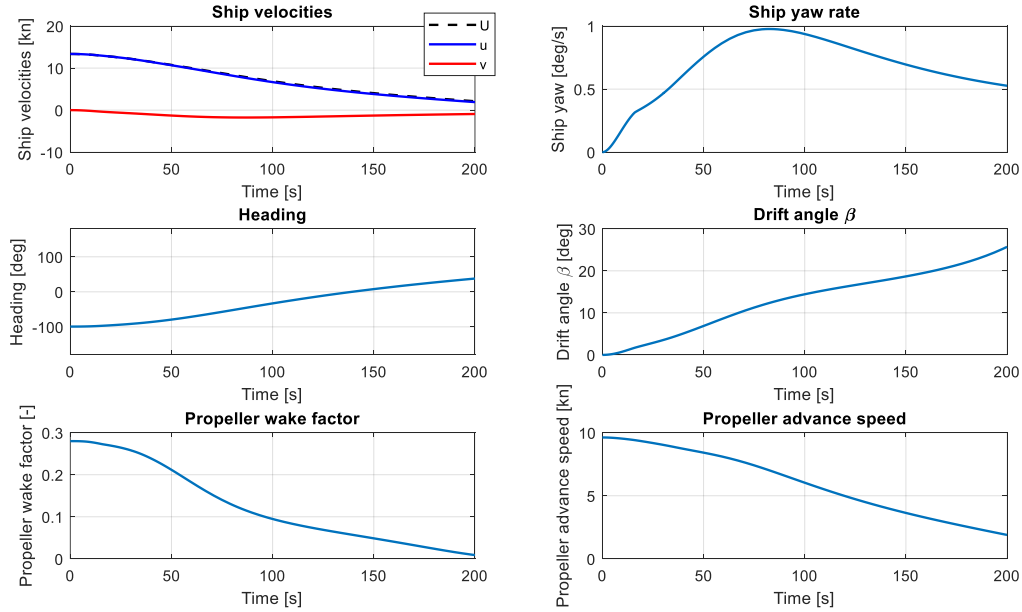 Ship velocities
Ship velocities [kn]
20
10
0
-10
0 50 100 150 200
Time [s]
U
u
v
Ship yaw rate
Ship yaw [deg/s]
1
0.5
0
0 50 100 150 200
Time [s]
Heading
Heading [deg]
100
0
-100
0 50 100 150 200
Time [s]
Drift angle β
Drift angle β [deg]
30
20
10
0
0 50 100 150 200
Time [s]
Propeller wake factor
Propeller wake factor [-]
0.3
0.2
0.1
0
0 50 100 150 200
Time [s]
Propeller advance speed
Propeller advance speed [kn]
10
5
0
0 50 100 150 200
Time [s]